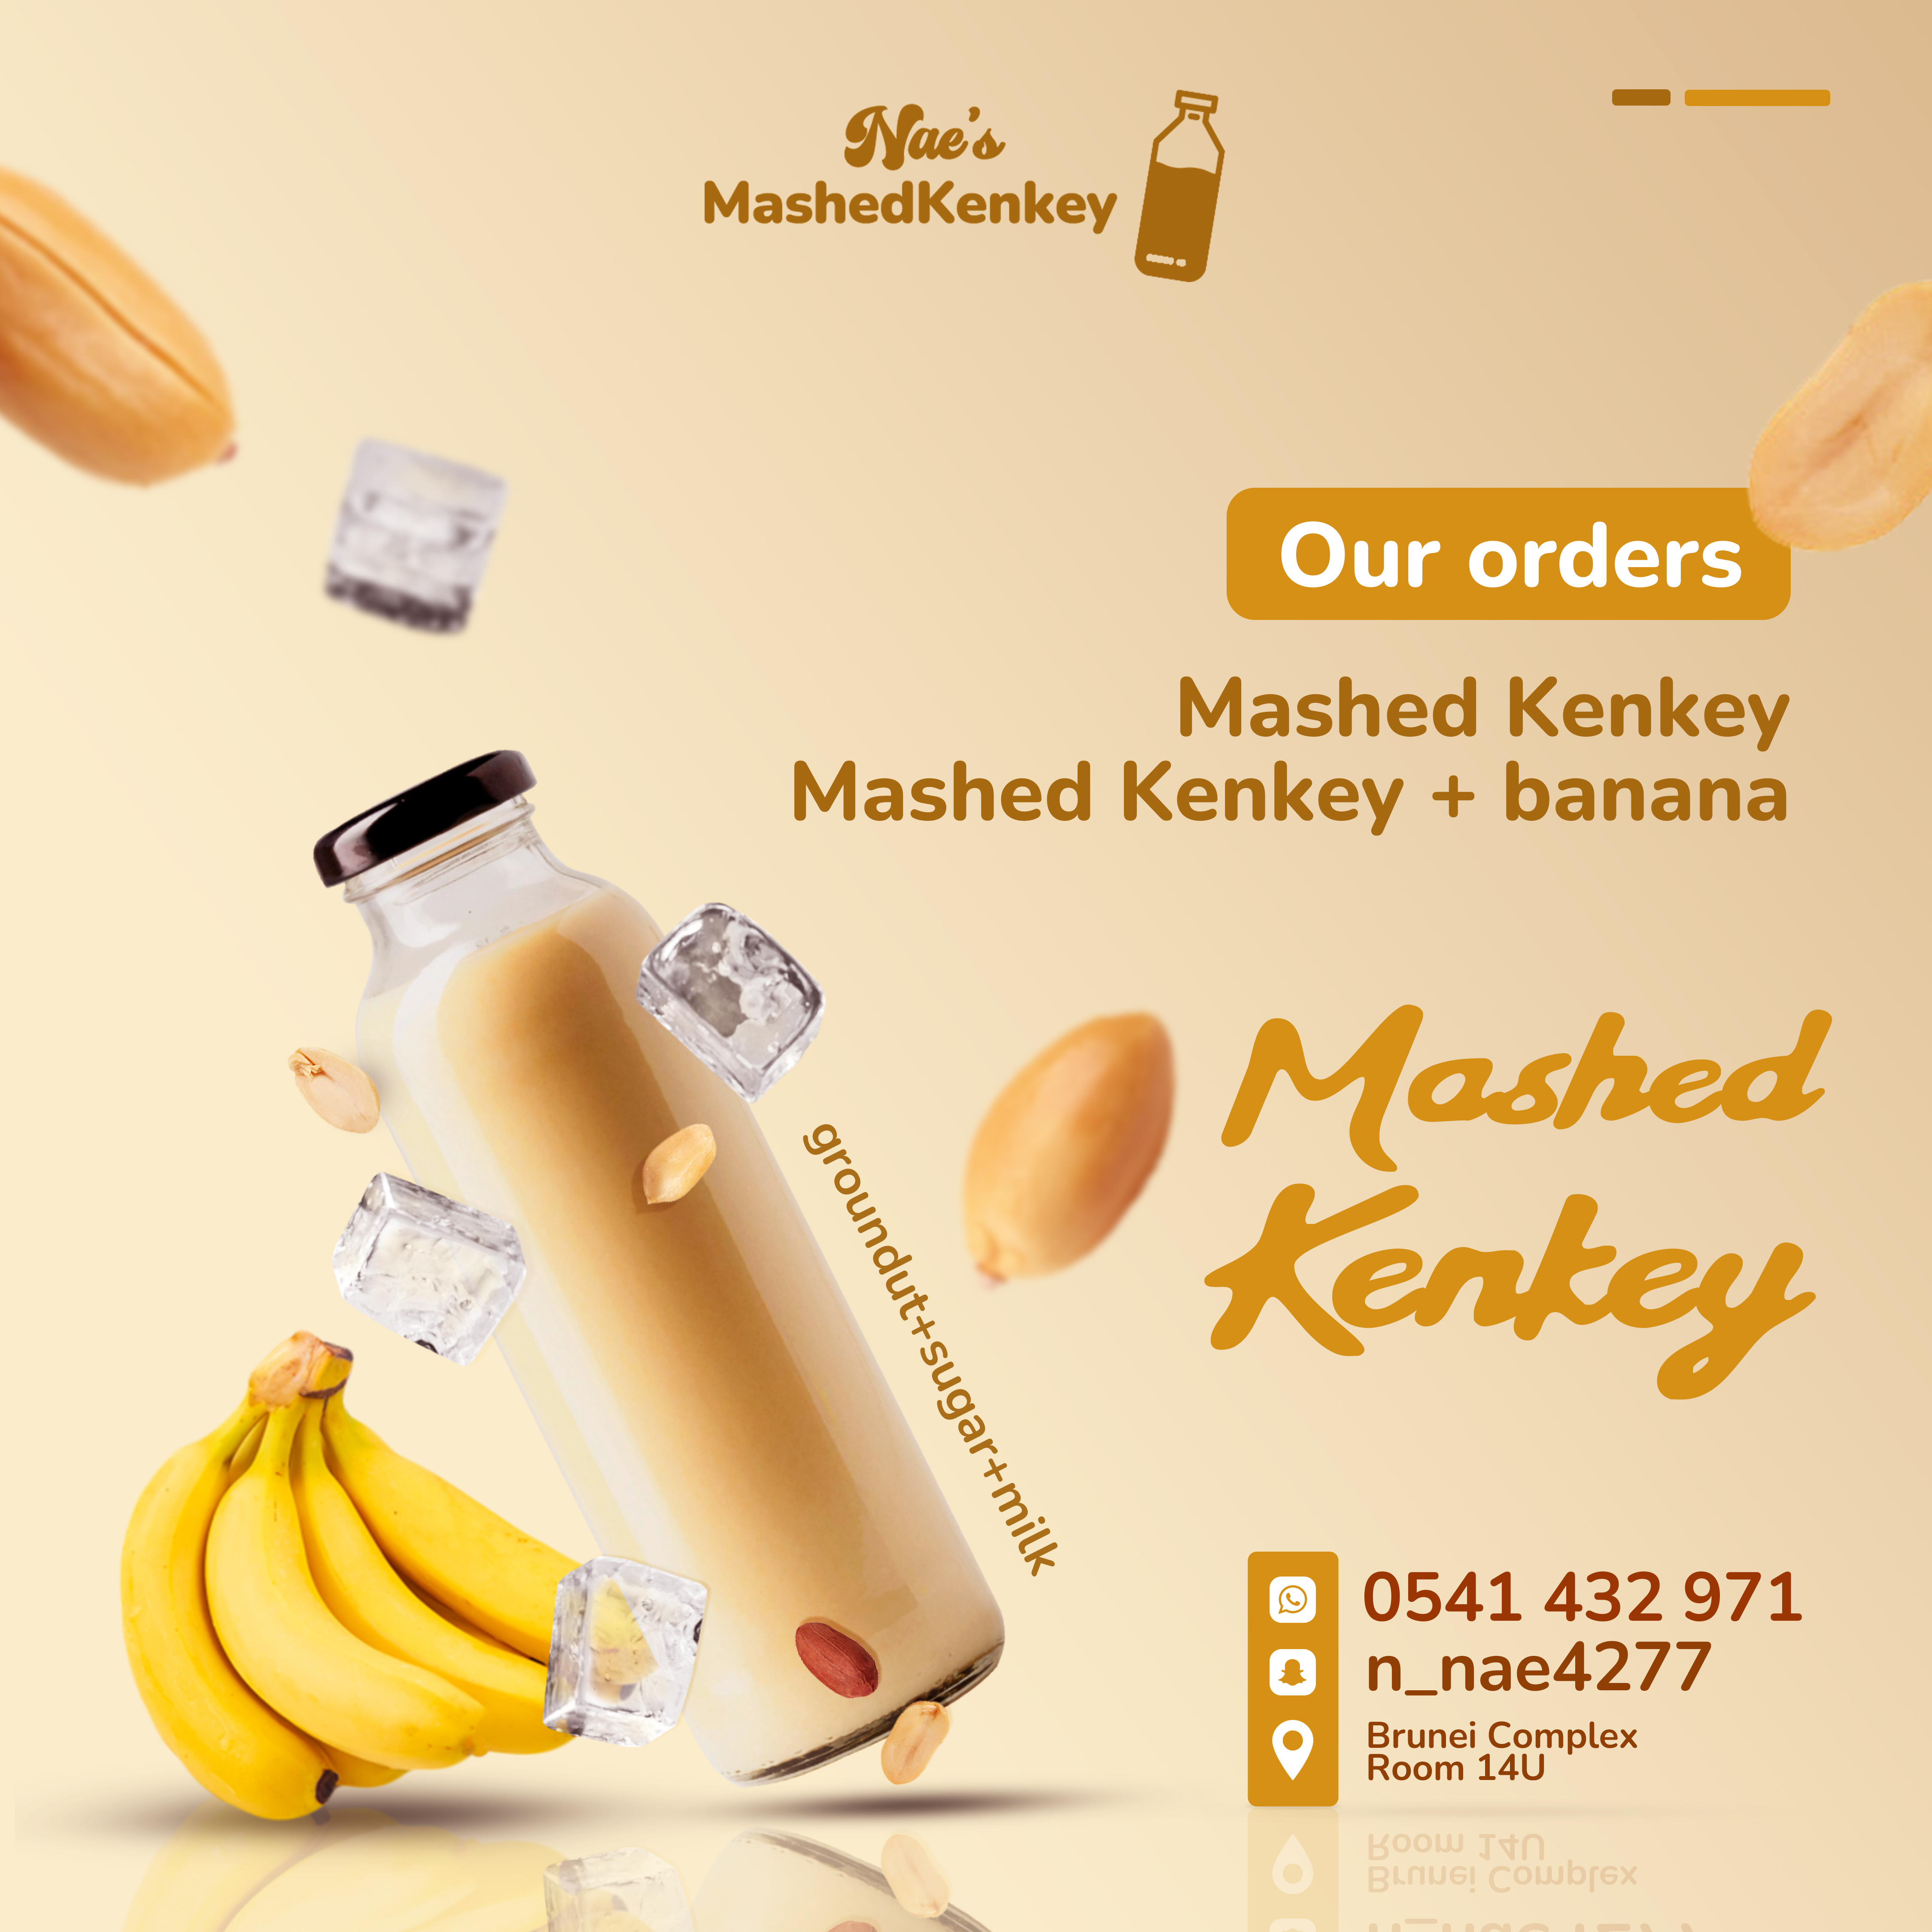 Nae's
MashedKenkey
Our orders
Mashed Kenkey
Mashed Kenkey + banana
groundut+sugar+milk
Mashed
Kenkey
0541 432 971
n_nae4277
Brunei Complex
Room 14U